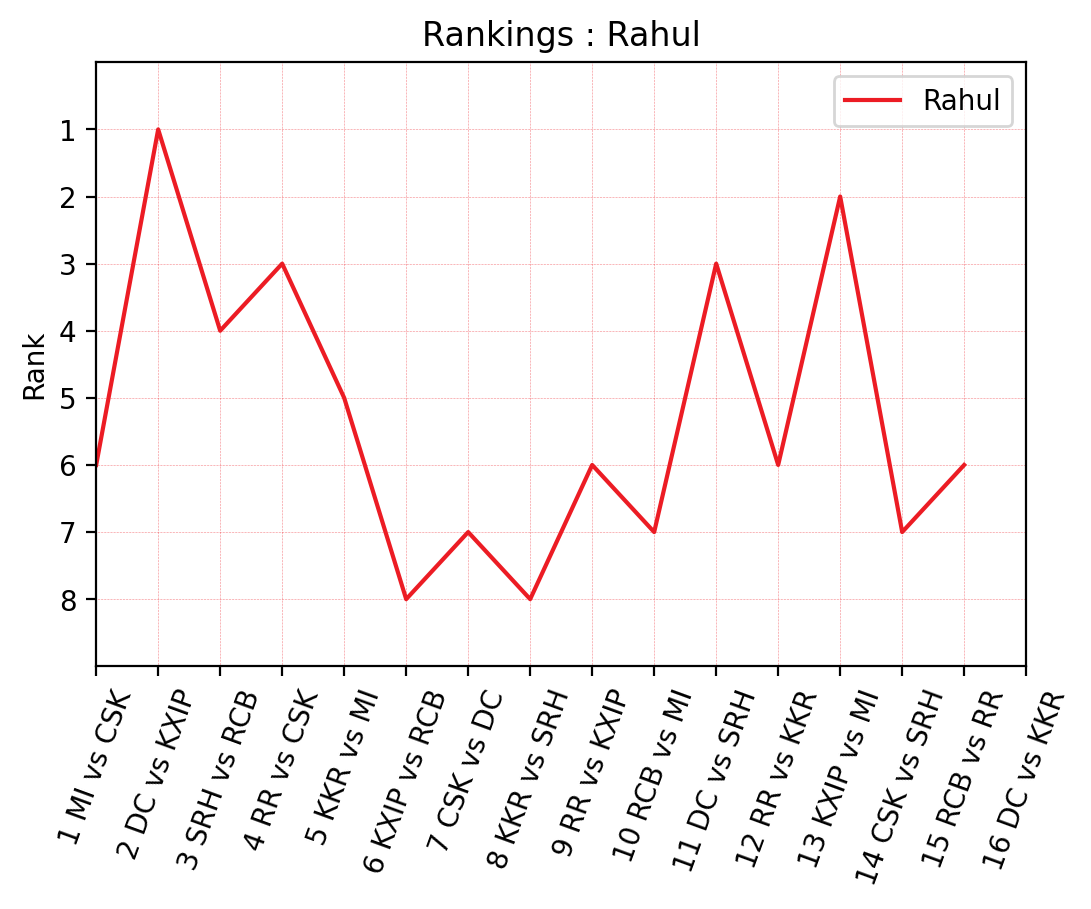 Rankings : Rahul
Rahul
Rank
1
2
3
4
5
6
7
8
1 MI vs CSK
2 DC vs KXIP
3 SRH vs RCB
4 RR vs CSK
5 KKR vs MI
6 KXIP vs RCB
7 CSK vs DC
8 KKR vs SRH
9 RR vs KXIP
10 RCB vs MI
11 DC vs SRH
12 RR vs KKR
13 KXIP vs MI
14 CSK vs SRH
15 RCB vs RR
16 DC vs KKR